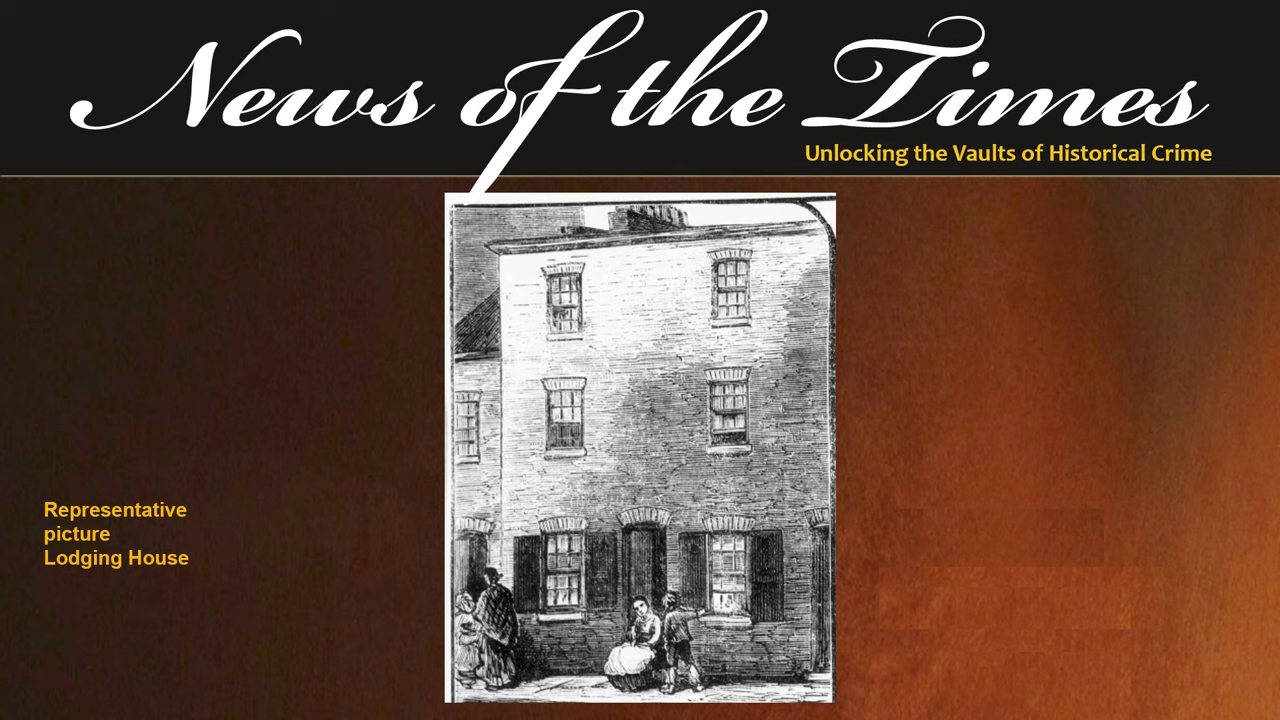 News of the Times
Unlocking the Vaults of Historical Crime
Representative
picture
Lodging House